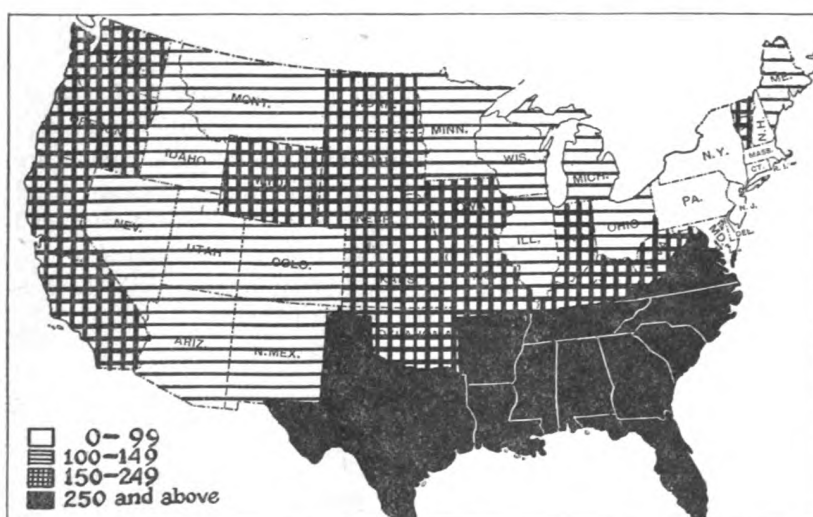 ME.
MONT.
MINN.
N.H.
IDAHO
WIS.
MICH.
N.Y.
MASS.
CT. R.I.
PA.
N.J.
NEV.
UTAH
COLO.
ILL.
OHIO
DEL.
ARIZ.
N.MEX.
0-99
100-149
150-249
250 and above